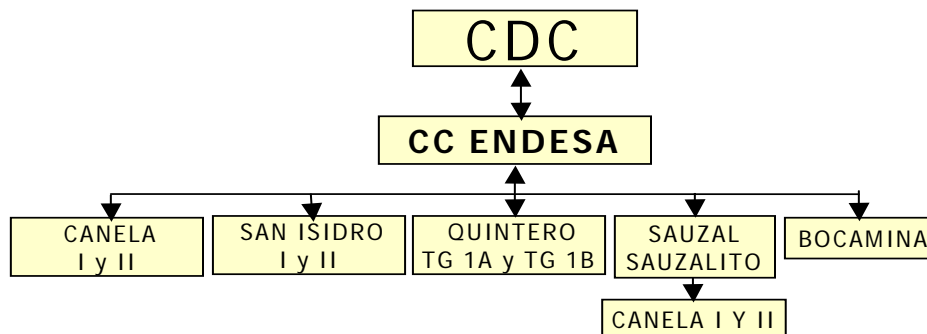 CDC
CC ENDESA
CANELA
I y II
SAN ISIDRO
I y II
QUINTERO
TG 1A y TG 1B
SAUZAL
SAUZALITO
BOCAMINA
CANELA I Y II